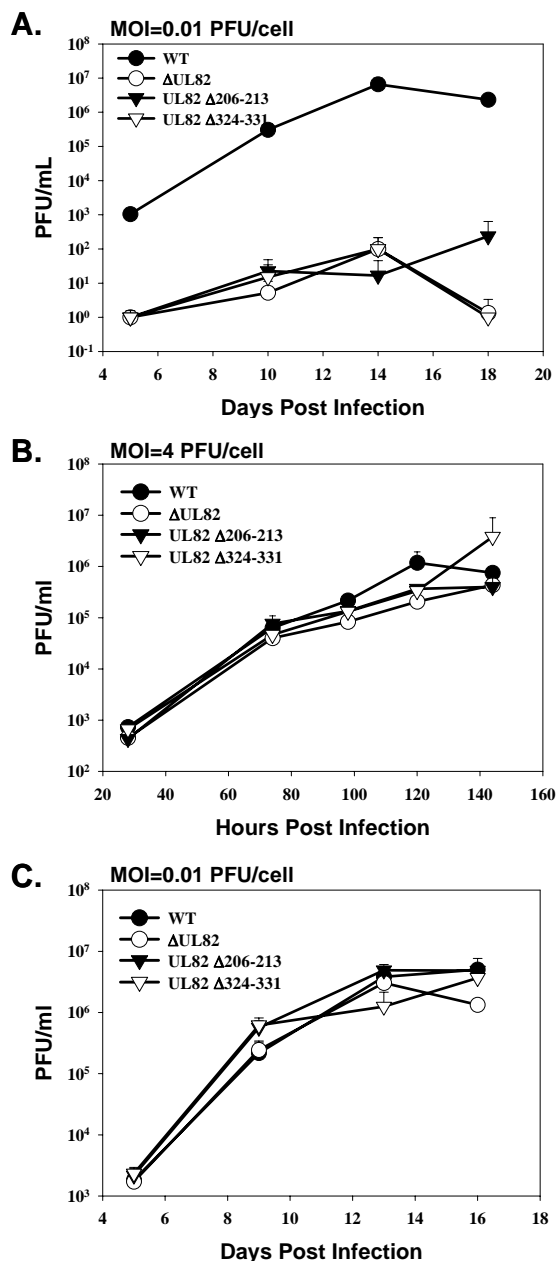 A.
MOI=0.01 PFU/cell
WT
ΔUL82
UL82 Δ206-213
UL82 Δ324-331
PFU/mL
10⁸
10⁷
10⁶
10⁵
10⁴
10³
10²
10¹
10⁰
10⁻¹
4 6 8 10 12 14 16 18 20
Days Post Infection
B.
MOI=4 PFU/cell
WT
ΔUL82
UL82 Δ206-213
UL82 Δ324-331
PFU/ml
10⁸
10⁷
10⁶
10⁵
10⁴
10³
10²
20 40 60 80 100 120 140 160
Hours Post Infection
C.
MOI=0.01 PFU/cell
WT
ΔUL82
UL82 Δ206-213
UL82 Δ324-331
PFU/ml
10⁸
10⁷
10⁶
10⁵
10⁴
10³
4 6 8 10 12 14 16 18
Days Post Infection